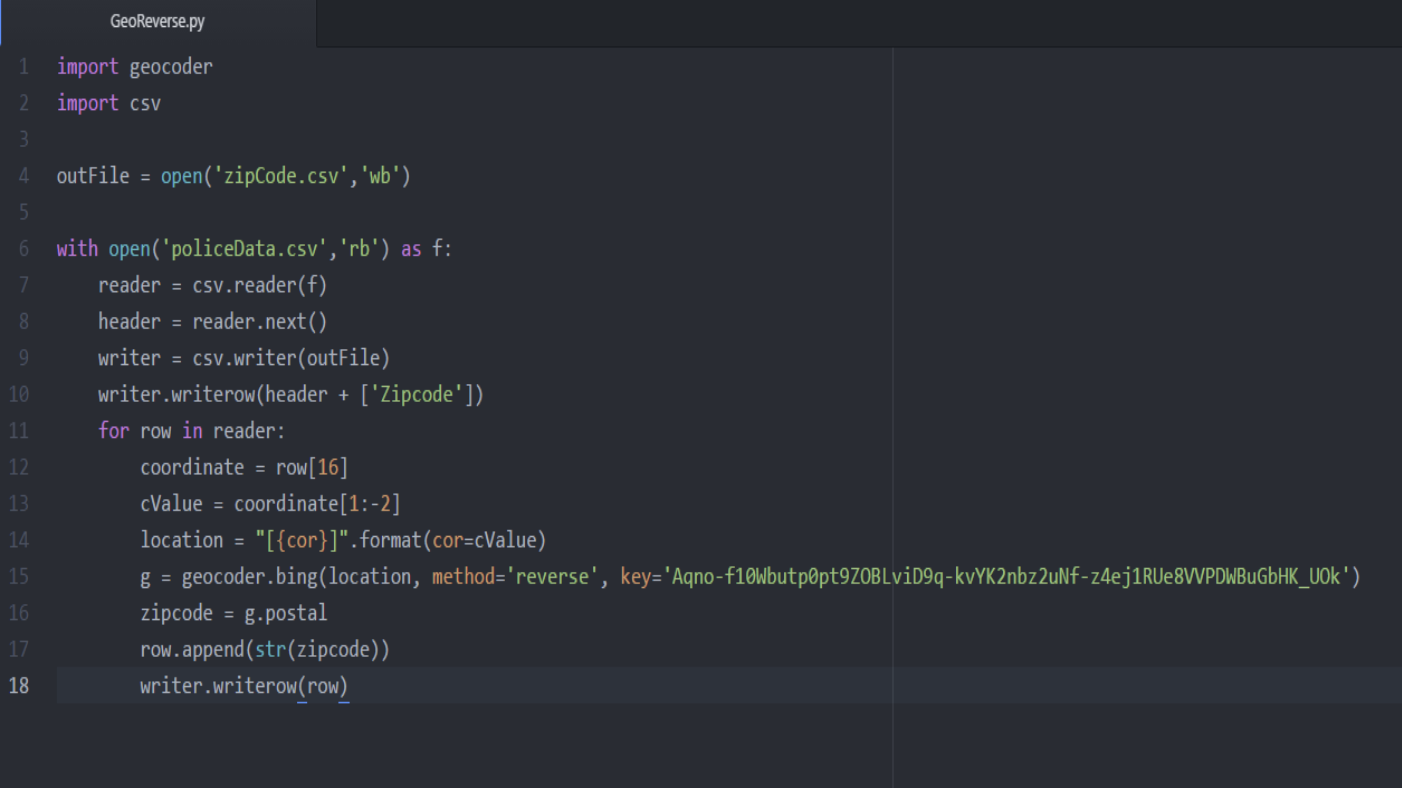 GeoReverse.py
1 import geocoder
2 import csv
3
4 outFile = open('zipCode.csv','wb')
5
6 with open('policeData.csv','rb') as f:
7     reader = csv.reader(f)
8     header = reader.next()
9     writer = csv.writer(outFile)
10     writer.writerow(header + ['Zipcode'])
11     for row in reader:
12         coordinate = row[16]
13         cValue = coordinate[1:-2]
14         location = "[{cor}]".format(cor=cValue)
15         g = geocoder.bing(location, method='reverse', key='Aqno-f10Wbutp0pt9ZOBLviD9q-kvYK2nbz2uNf-z4ej1RUe8VVPDWBuGbHK_UOk')
16         zipcode = g.postal
17         row.append(str(zipcode))
18         writer.writerow(row)